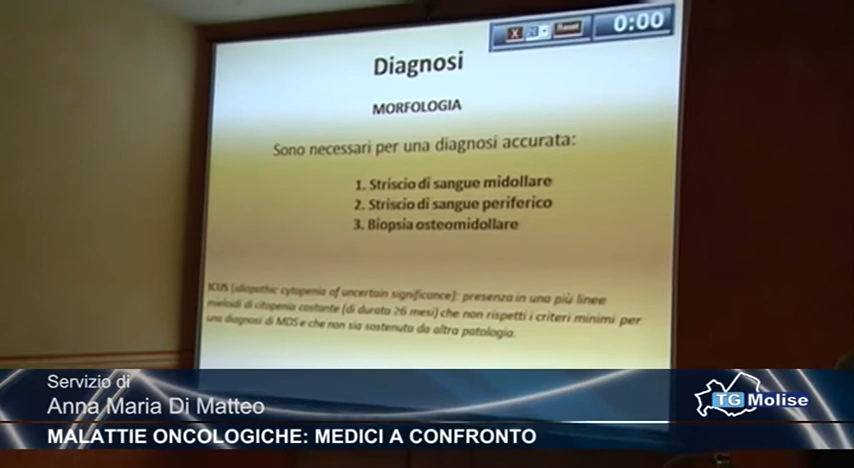 X Reset 0:00
Diagnosi
MORFOLOGIA
Sono necessari per una diagnosi accurata:
1. Striscio di sangue midollare
2. Striscio di sangue periferico
3. Biopsia osteomidollare
ICUS (idiopathic cytopenia of uncertain significance): presenza in una più linee
mieloidi di citopenia costante (di durata ≥6 mesi) che non rispetti i criteri minimi per
una diagnosi di MDS e che non sia sostenuta da altra patologia.
Servizio di
Anna Maria Di Matteo
TG Molise
MALATTIE ONCOLOGICHE: MEDICI A CONFRONTO